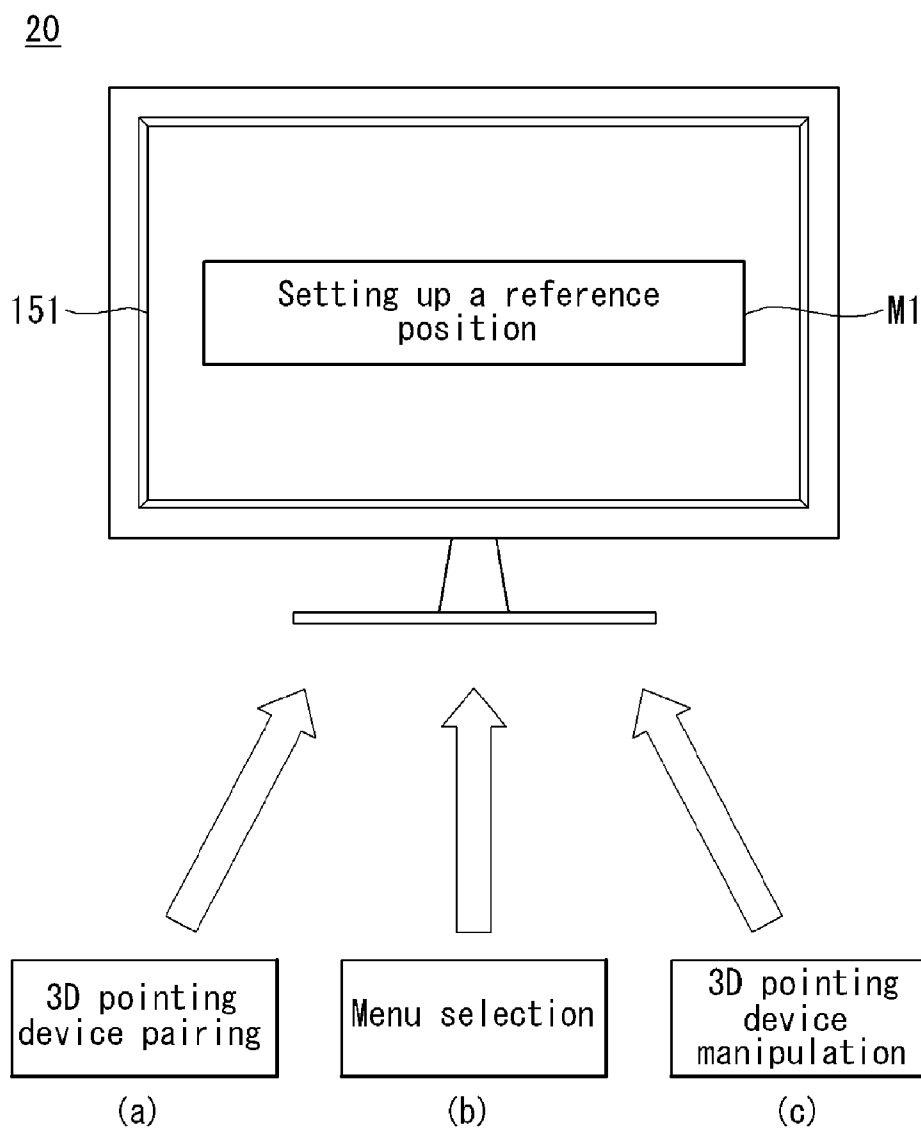 20
Setting up a reference
position
151
M1
3D pointing
device pairing
Menu selection
3D pointing
device
manipulation
(a)
(b)
(c)